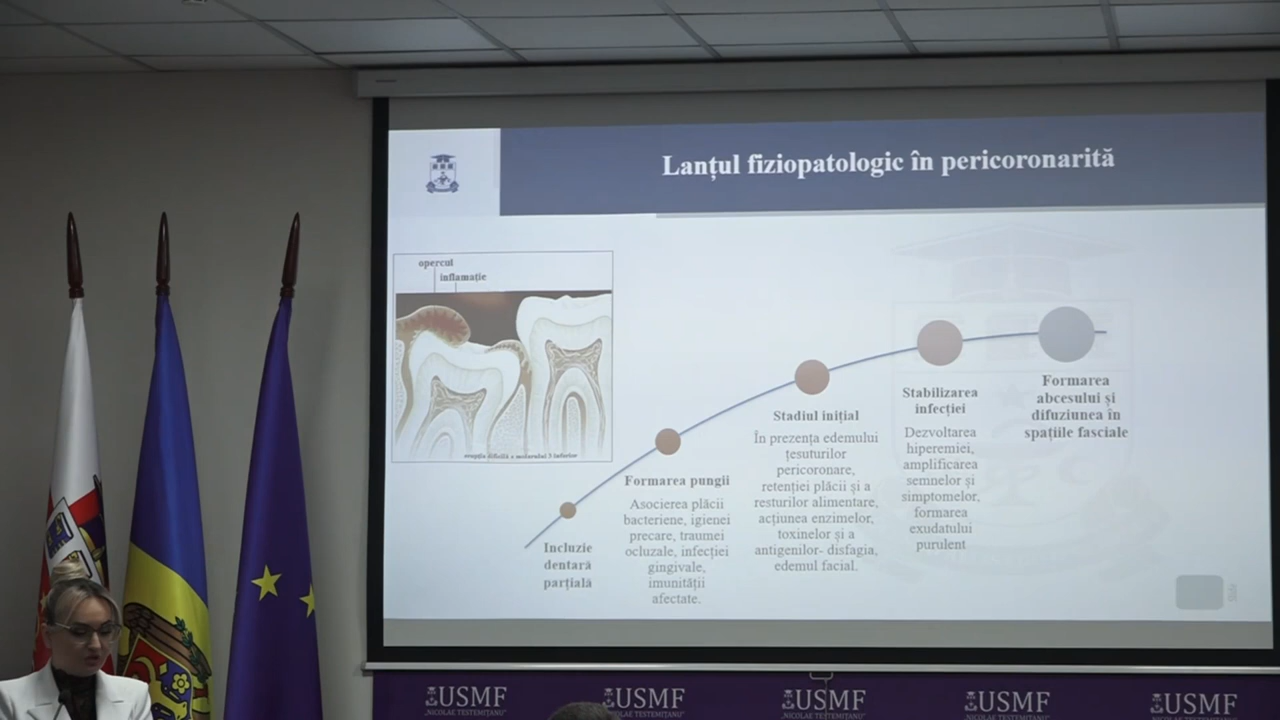 Lanțul fiziopatologic în pericoronarită
opercul
inflamație
erupția dificilă a molarului 3 inferior
Incluzie
dentară
parțială
Formarea pungii
Asocierea plăcii
bacteriene, igienei
precare, traumei
ocluzale, infecției
gingivale,
imunității
afectate.
Stadiul inițial
În prezența edemului
țesuturilor
pericoronare,
retenției plăcii și a
resturilor alimentare,
acțiunea enzimelor,
toxinelor și a
antigenilor- disfagia,
edemul facial.
Stabilizarea
infecției
Dezvoltarea
hiperemiei,
amplificarea
semnelor și
simptomelor,
formarea
exudatului
purulent
Formarea
abcesului și
difuziunea în
spațiile fasciale
USMF
"NICOLAE TESTEMIȚANU"
USMF
NICOLAE TESTEMIȚANU"
USMF
"NICOLAE TESTEMIȚANU"
USMF
"NICOLAE TESTEMIȚANU"
USMF
"NICOLAE TESTEMIȚANU"